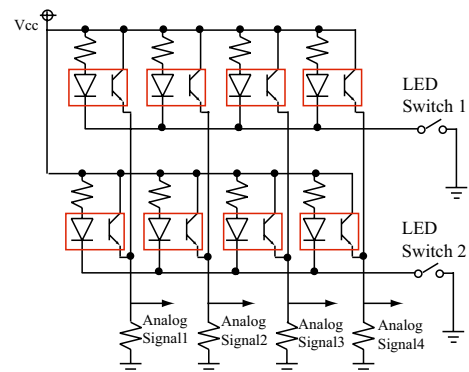 Vcc
LED
Switch 1
LED
Switch 2
Analog
Signal1
Analog
Signal2
Analog
Signal3
Analog
Signal4